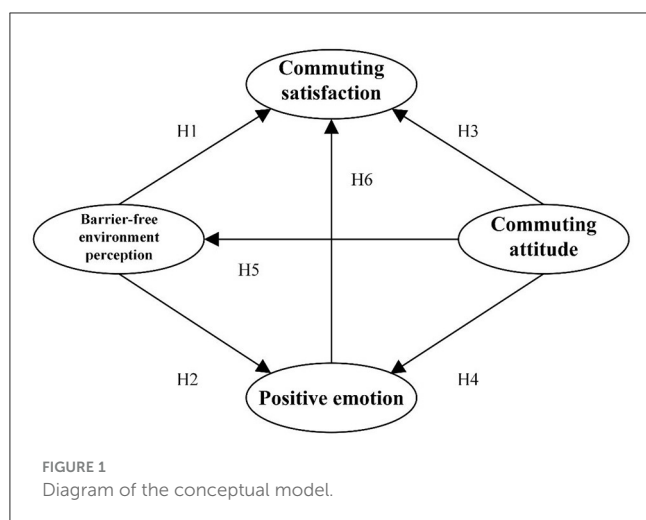 Commuting
satisfaction
H1
H3
H6
Barrier-free
environment
perception
Commuting
attitude
H5
H2
H4
Positive emotion
FIGURE 1
Diagram of the conceptual model.